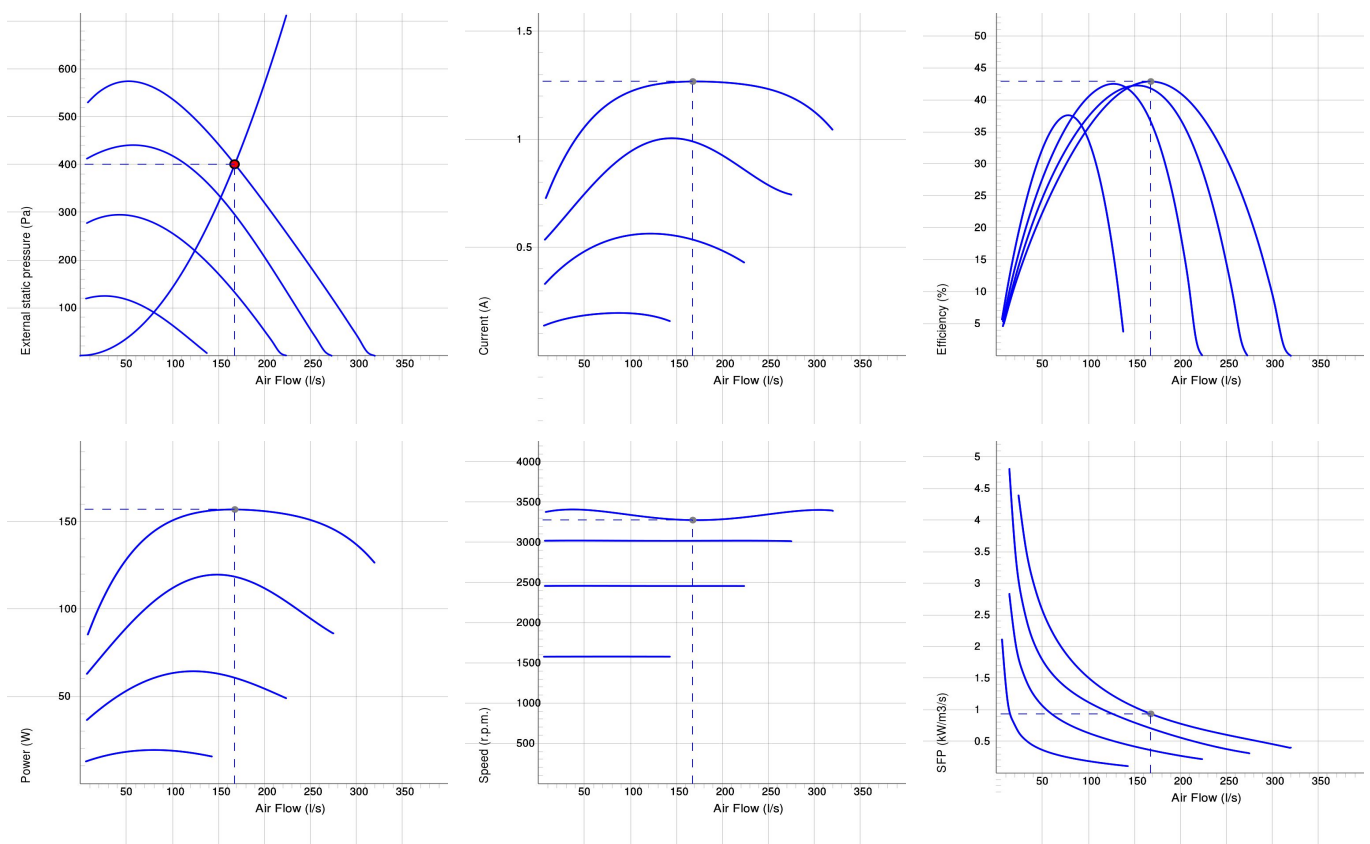 External static pressure (Pa)
600
500
400
300
200
100
50 100 150 200 250 300 350
Air Flow (l/s)
Current (A)
1.5
1
0.5
50 100 150 200 250 300 350
Air Flow (l/s)
Efficiency (%)
50
45
40
35
30
25
20
15
10
5
50 100 150 200 250 300 350
Air Flow (l/s)
Power (W)
150
100
50
50 100 150 200 250 300 350
Air Flow (l/s)
Speed (r.p.m.)
4000
3500
3000
2500
2000
1500
1000
500
50 100 150 200 250 300 350
Air Flow (l/s)
SFP (kW/m3/s)
5
4.5
4
3.5
3
2.5
2
1.5
1
0.5
50 100 150 200 250 300 350
Air Flow (l/s)